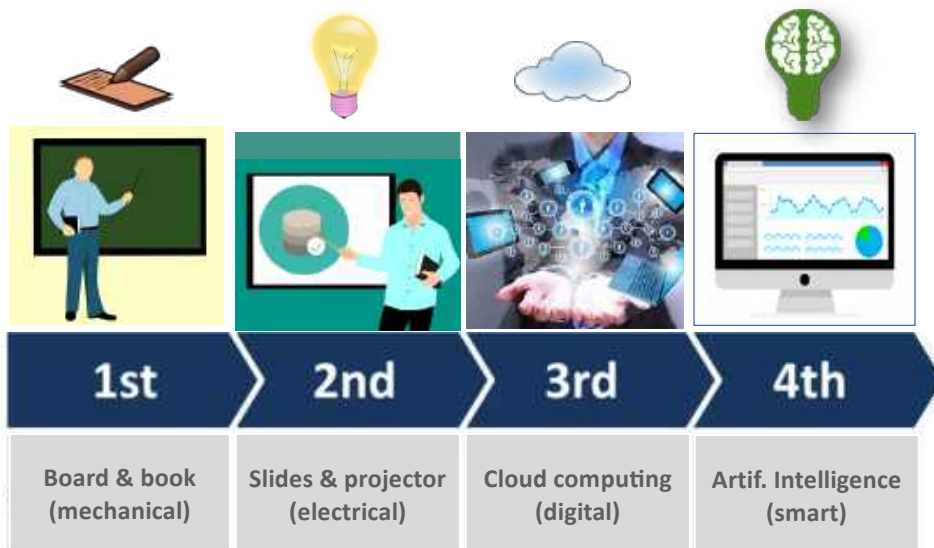 1st
2nd
3rd
4th
Board & book
(mechanical)
Slides & projector
(electrical)
Cloud computing
(digital)
Artif. Intelligence
(smart)